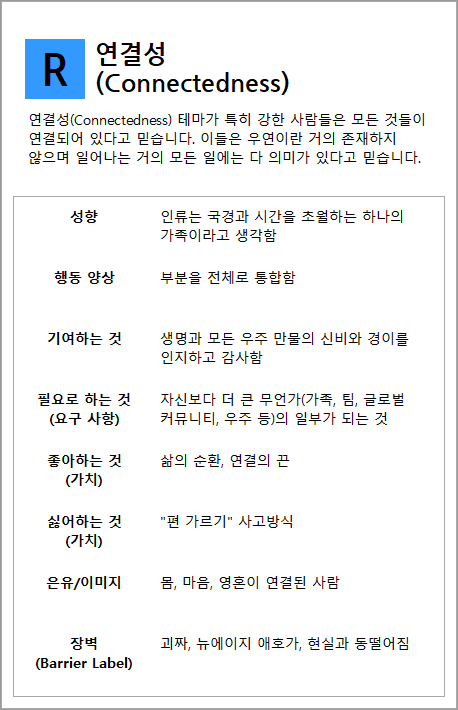 R
연결성
(Connectedness)
연결성(Connectedness) 테마가 특히 강한 사람들은 모든 것들이
연결되어 있다고 믿습니다. 이들은 우연이란 거의 존재하지
않으며 일어나는 거의 모든 일에는 다 의미가 있다고 믿습니다.
성향
인류는 국경과 시간을 초월하는 하나의
가족이라고 생각함
행동 양상
부분을 전체로 통합함
기여하는 것
생명과 모든 우주 만물의 신비와 경이를
인지하고 감사함
필요로 하는 것
(요구 사항)
자신보다 더 큰 무언가(가족, 팀, 글로벌
커뮤니티, 우주 등)의 일부가 되는 것
좋아하는 것
(가치)
삶의 순환, 연결의 끈
싫어하는 것
(가치)
"편 가르기" 사고방식
은유/이미지
몸, 마음, 영혼이 연결된 사람
장벽
(Barrier Label)
괴짜, 뉴에이지 애호가, 현실과 동떨어짐